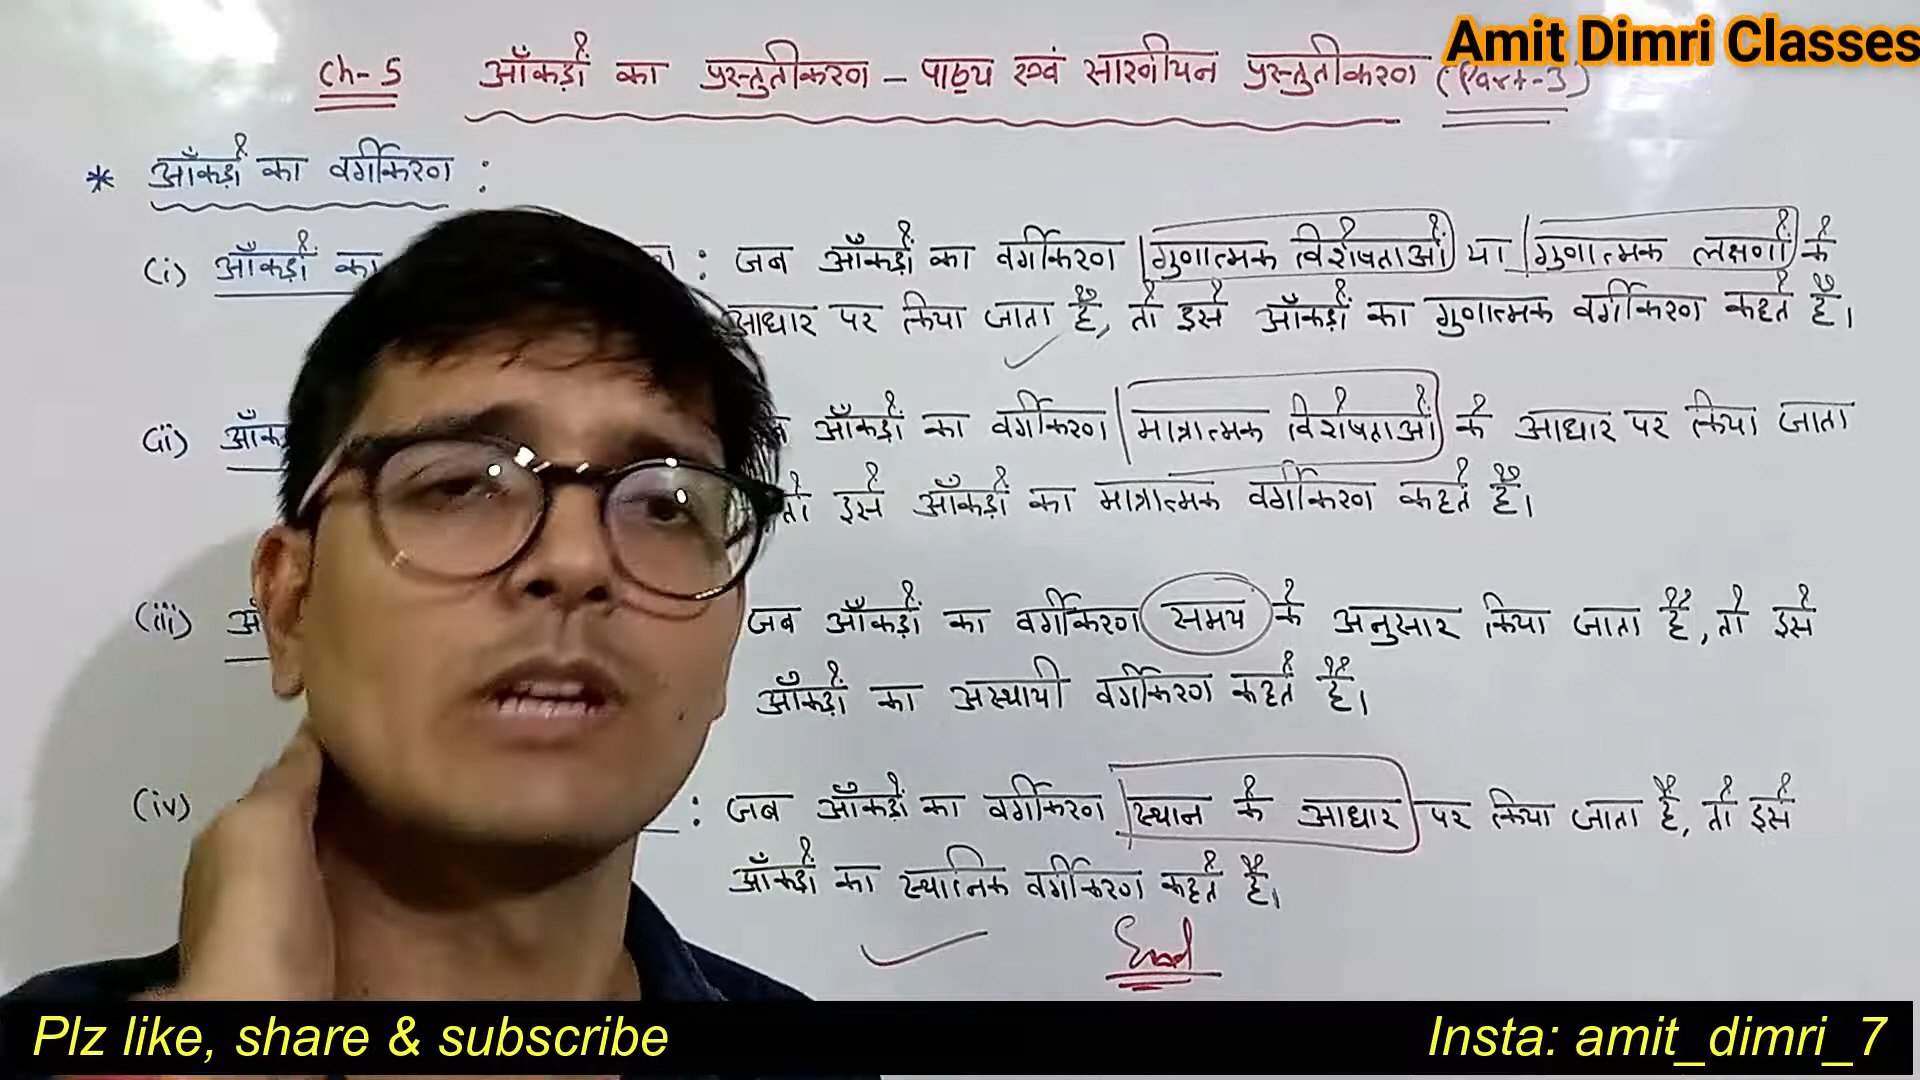 Amit Dimri Classes
Ch-5 आँकड़ों का प्रस्तुतीकरण – पाठ्य एवं सारणीयन प्रस्तुतीकरण (Part-3)
* आँकड़ों का वर्गीकरण :
(i) आँकड़ों का : जब आँकड़ों का वर्गीकरण गुणात्मक विशेषताओं या गुणात्मक लक्षणों के
आधार पर किया जाता है, तो इसे आँकड़ों का गुणात्मक वर्गीकरण कहते हैं।
(ii) आँकड़ों का वर्गीकरण मात्रात्मक विशेषताओं के आधार पर किया जाता
तो इसे आँकड़ों का मात्रात्मक वर्गीकरण कहते हैं।
(iii) जब आँकड़ों का वर्गीकरण समय के अनुसार किया जाता है, तो इसे
आँकड़ों का अस्थायी वर्गीकरण कहते हैं।
(iv) : जब आँकड़ों का वर्गीकरण स्थान के आधार पर किया जाता है, तो इसे
आँकड़ों का स्थानिक वर्गीकरण कहते हैं।
End
Plz like, share & subscribe
Insta: amit_dimri_7